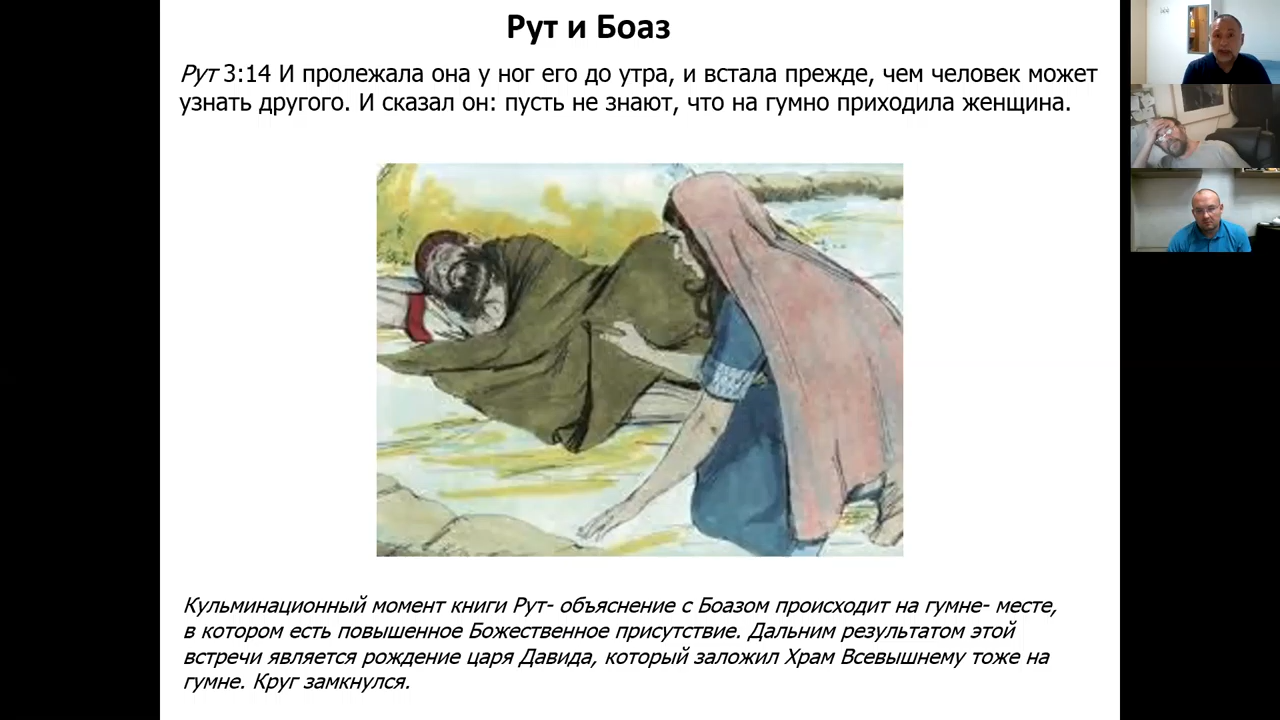 Рут и Боаз
Рут 3:14 И пролежала она у ног его до утра, и встала прежде, чем человек может
узнать другого. И сказал он: пусть не знают, что на гумно приходила женщина.
Кульминационный момент книги Рут- объяснение с Боазом происходит на гумне- месте,
в котором есть повышенное Божественное присутствие. Дальним результатом этой
встречи является рождение царя Давида, который заложил Храм Всевышнему тоже на
гумне. Круг замкнулся.